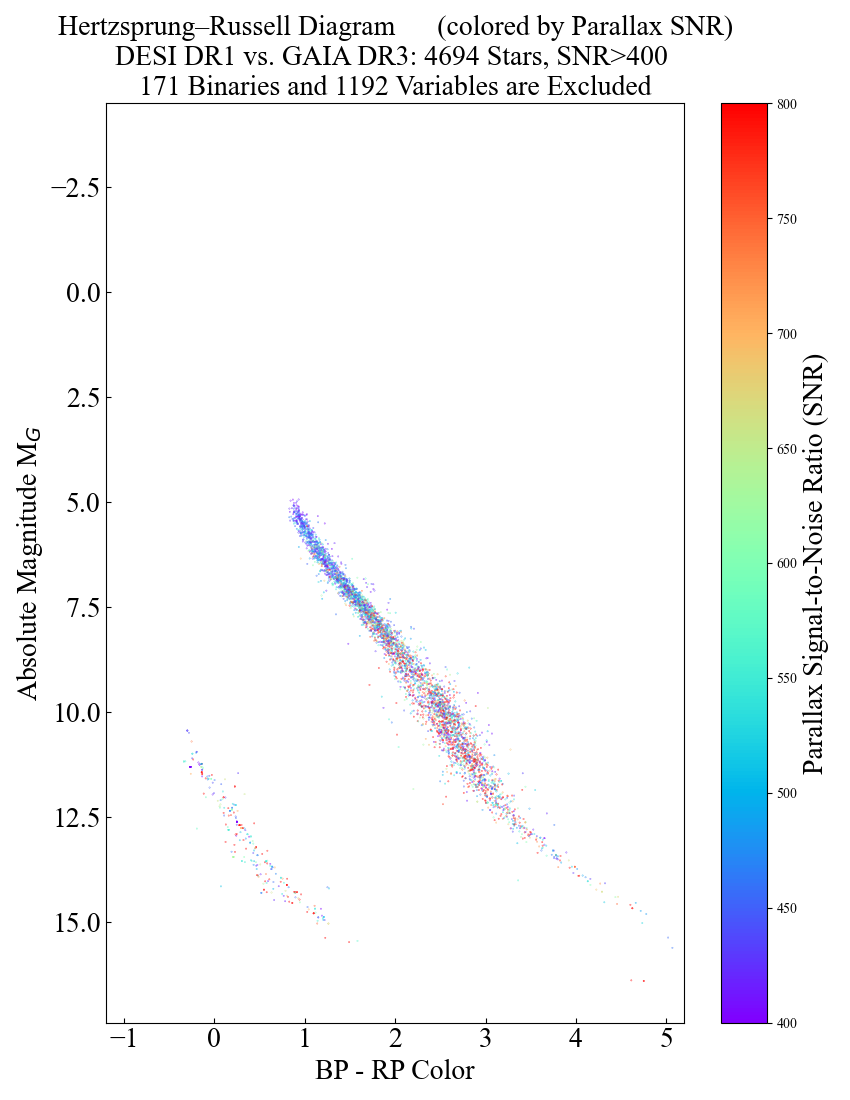 Hertzsprung–Russell Diagram (colored by Parallax SNR)
DESI DR1 vs. GAIA DR3: 4694 Stars, SNR>400
171 Binaries and 1192 Variables are Excluded
Absolute Magnitude M_G
−2.5
0.0
2.5
5.0
7.5
10.0
12.5
15.0
−1 0 1 2 3 4 5
BP - RP Color
800
750
700
650
600
550
500
450
400
Parallax Signal-to-Noise Ratio (SNR)